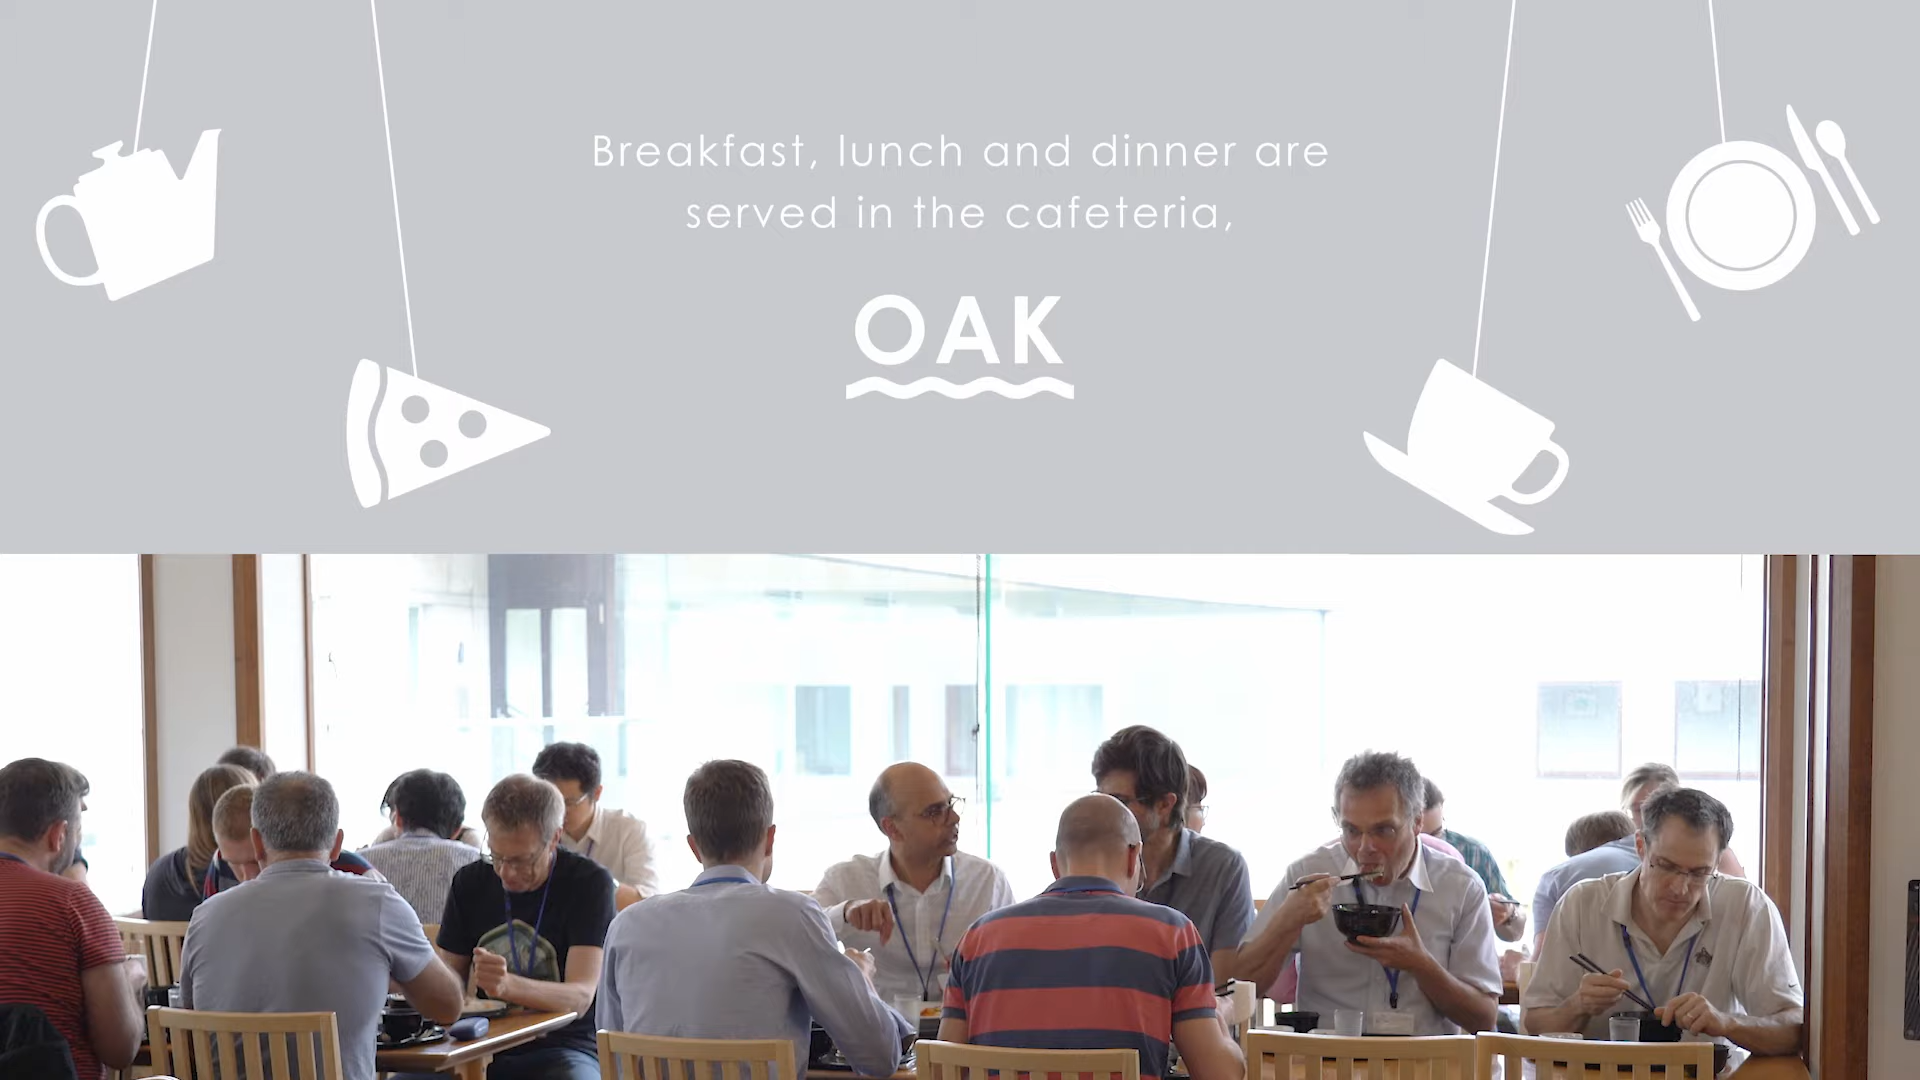 Breakfast, lunch and dinner are
served in the cafeteria,
OAK